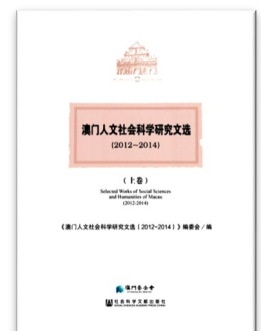 澳门人文社会科学研究文选
(2012~2014)
(上卷)
Selected Works of Social Sciences
and Humanities of Macau
(2012-2014)
《澳门人文社会科学研究文选（2012~2014）》编委会／编
澳門基金會
社会科学文献出版社